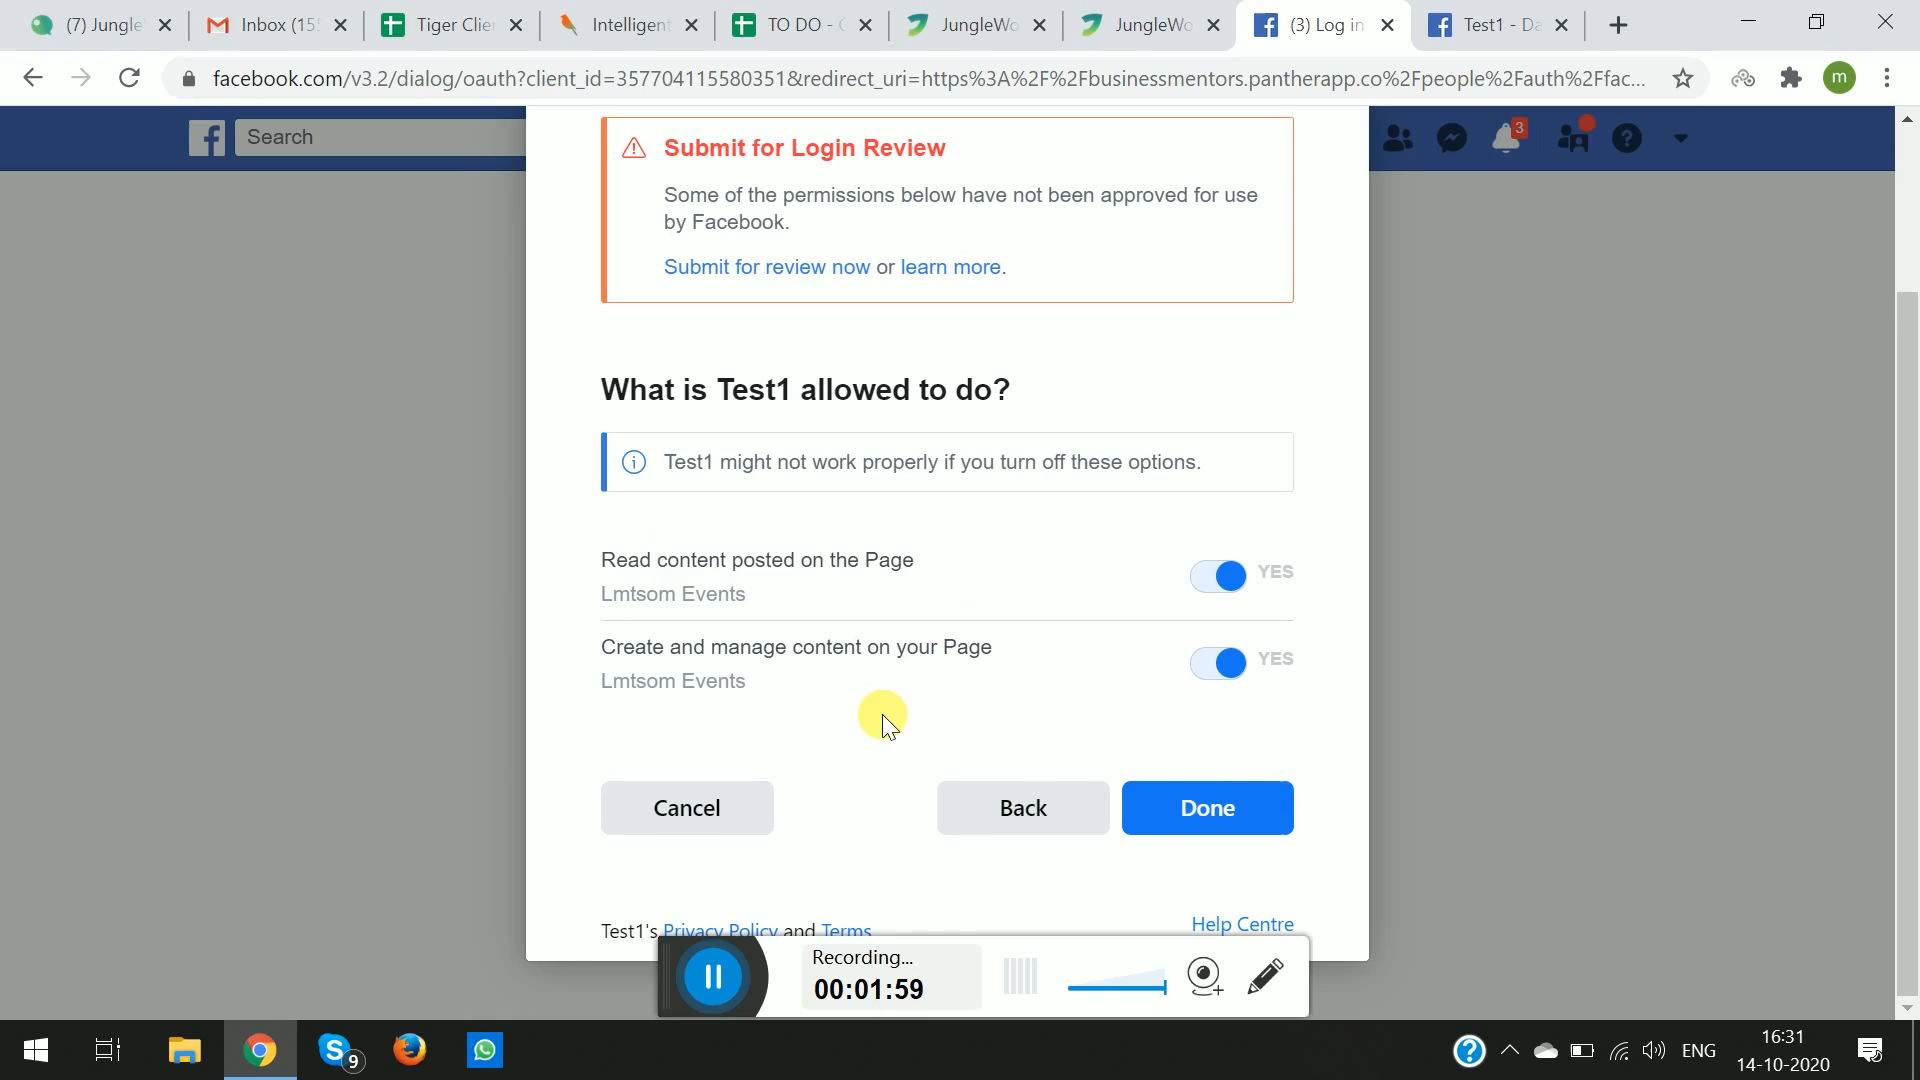 (7) Jungle
Inbox (15
Tiger Clie
Intelligen
TO DO - 
JungleWo
JungleWo
(3) Log in
Test1 - Da
facebook.com/v3.2/dialog/oauth?client_id=357704115580351&redirect_uri=https%3A%2F%2Fbusinessmentors.pantherapp.co%2Fpeople%2Fauth%2Ffac...
m
Search
3
Submit for Login Review
Some of the permissions below have not been approved for use
by Facebook.
Submit for review now or learn more.
What is Test1 allowed to do?
Test1 might not work properly if you turn off these options.
Read content posted on the Page
YES
Lmtsom Events
Create and manage content on your Page
YES
Lmtsom Events
Cancel
Back
Done
Test1's Privacy Policy and Terms
Help Centre
Recording...
00:01:59
9
ENG
16:31
14-10-2020